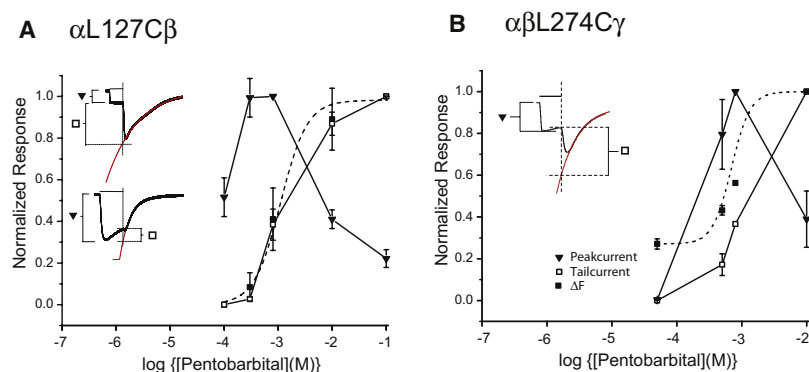 A αL127Cβ
Normalized Response
1.0
0.8
0.6
0.4
0.2
0.0
-7 -6 -5 -4 -3 -2 -1
log {[Pentobarbital](M)}
B αβL274Cγ
Normalized Response
1.0
0.8
0.6
0.4
0.2
0.0
Peakcurrent
Tailcurrent
ΔF
-7 -6 -5 -4 -3 -2
log {[Pentobarbital](M)}